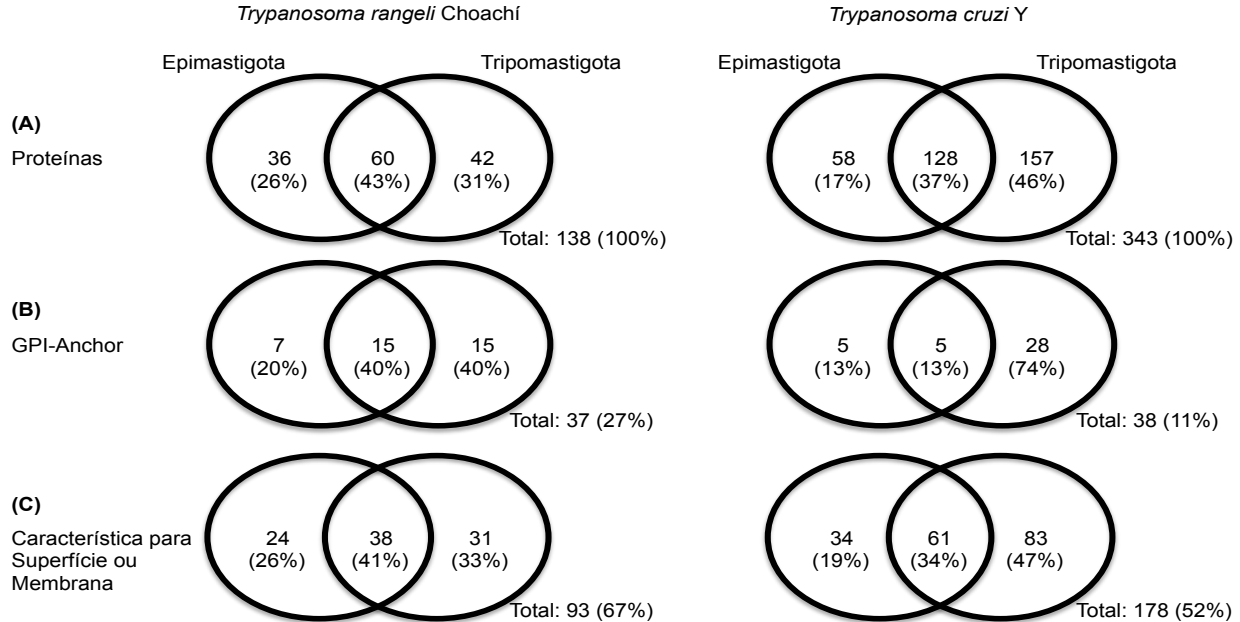 Trypanosoma rangeli Choachí
Trypanosoma cruzi Y
Epimastigota
Tripomastigota
Epimastigota
Tripomastigota
(A)
Proteínas
36
(26%)
60
(43%)
42
(31%)
Total: 138 (100%)
58
(17%)
128
(37%)
157
(46%)
Total: 343 (100%)
(B)
GPI-Anchor
7
(20%)
15
(40%)
15
(40%)
Total: 37 (27%)
5
(13%)
5
(13%)
28
(74%)
Total: 38 (11%)
(C)
Característica para
Superfície ou
Membrana
24
(26%)
38
(41%)
31
(33%)
Total: 93 (67%)
34
(19%)
61
(34%)
83
(47%)
Total: 178 (52%)